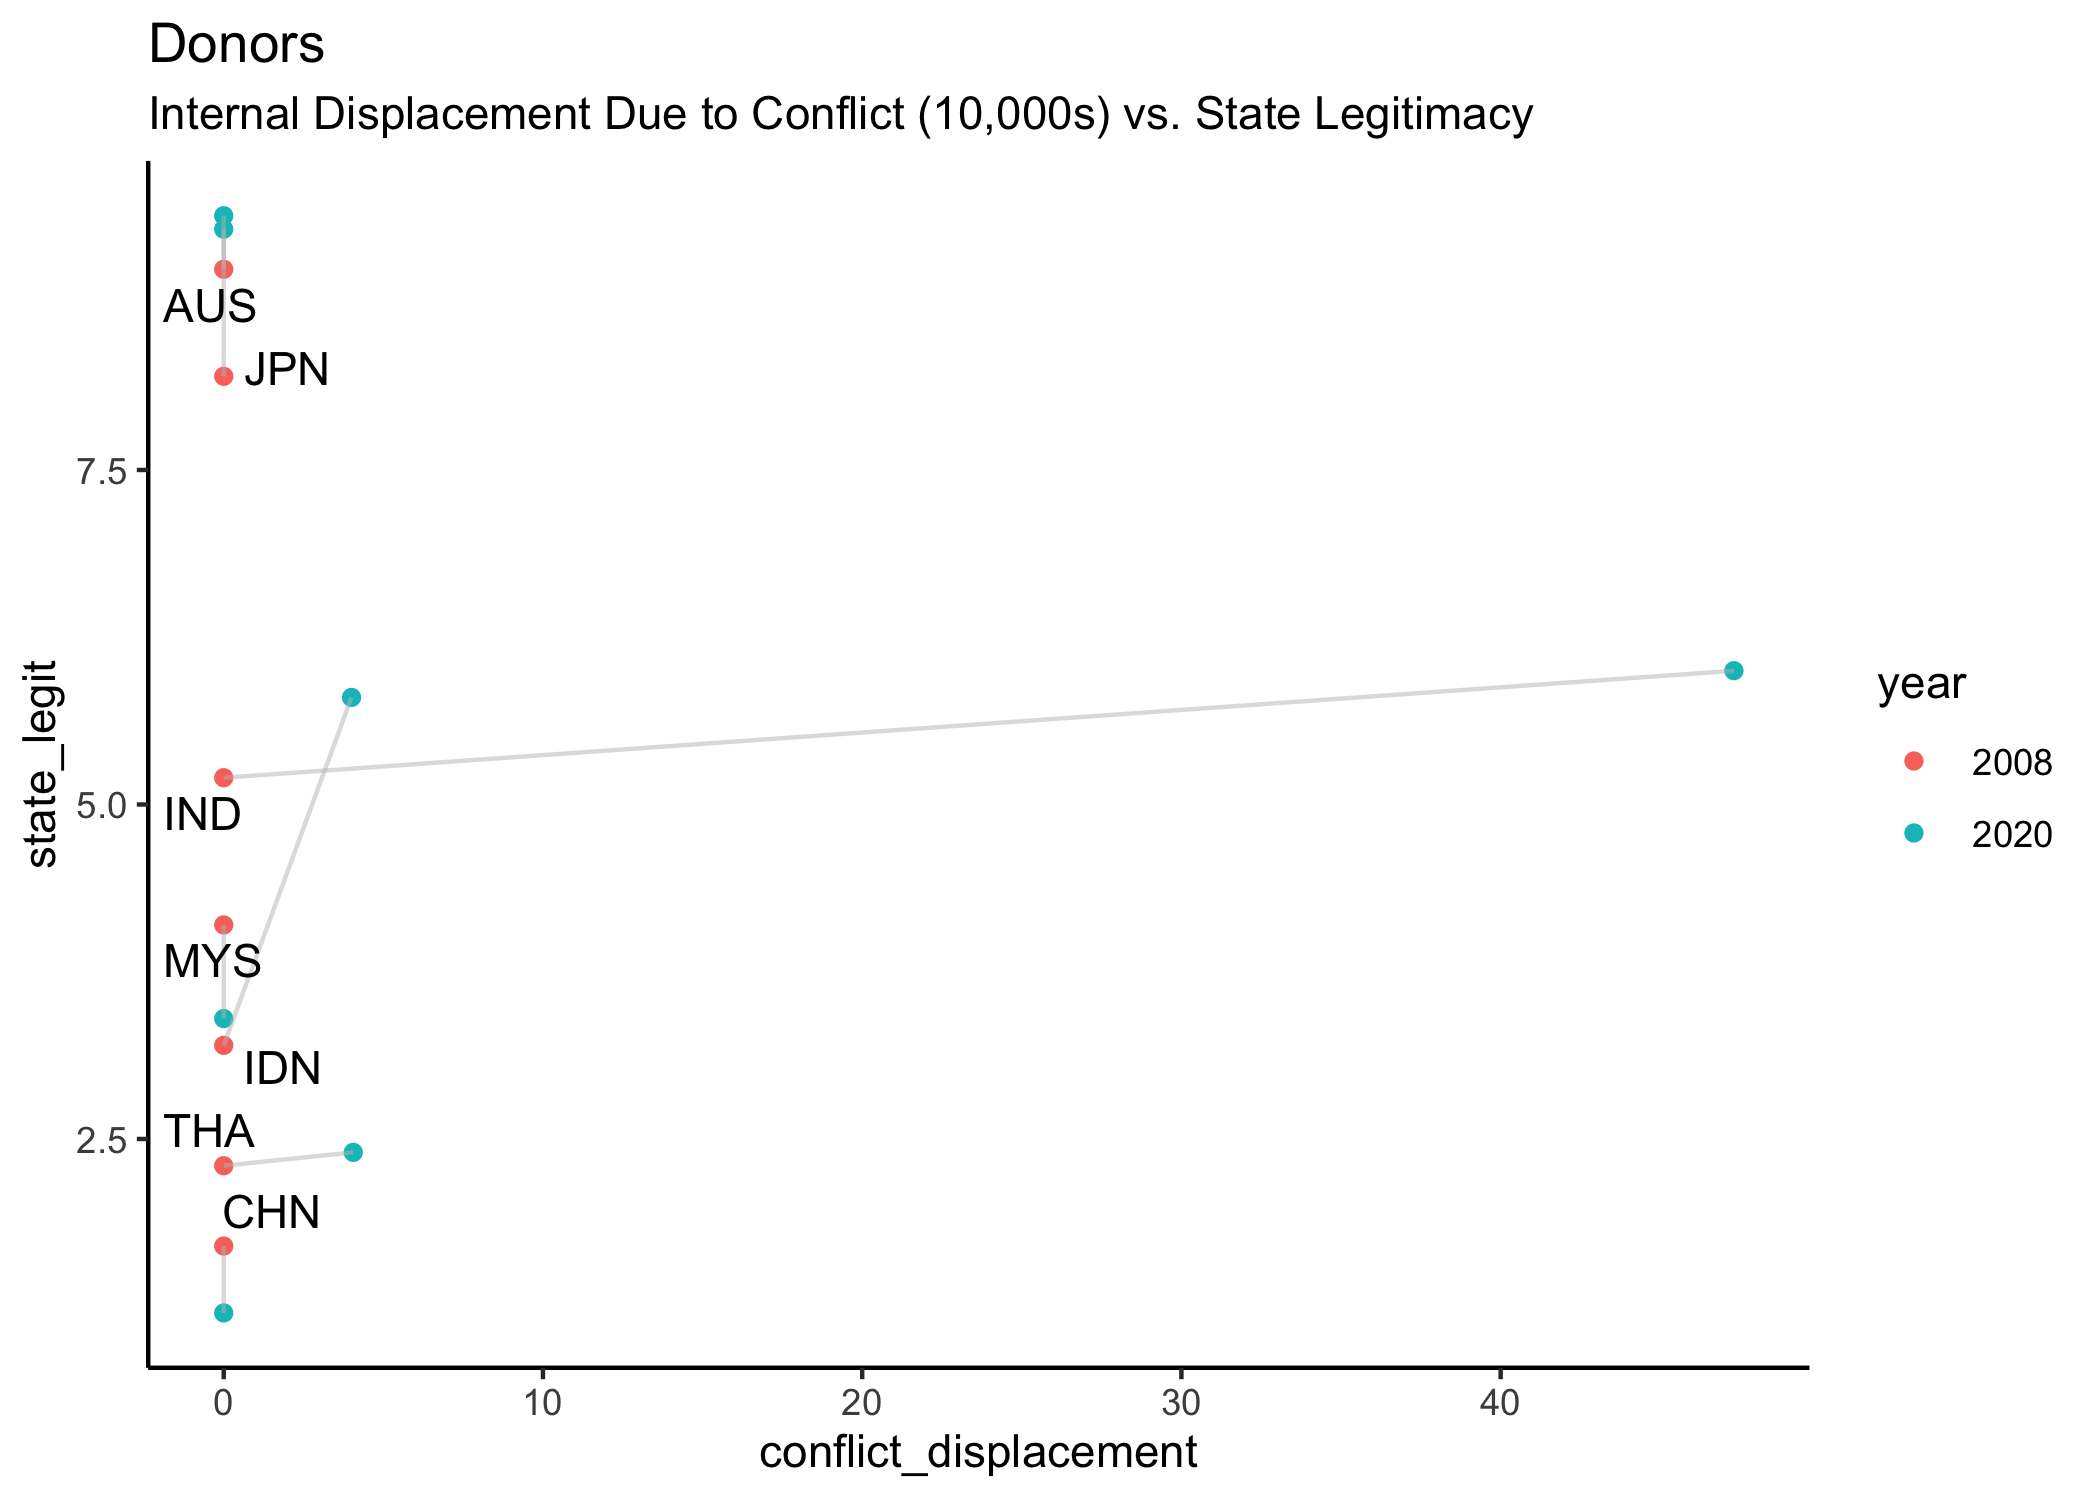 Donors
Internal Displacement Due to Conflict (10,000s) vs. State Legitimacy
state_legit
7.5
5.0
2.5
AUS
JPN
IND
MYS
IDN
THA
CHN
0 10 20 30 40
conflict_displacement
year
2008
2020